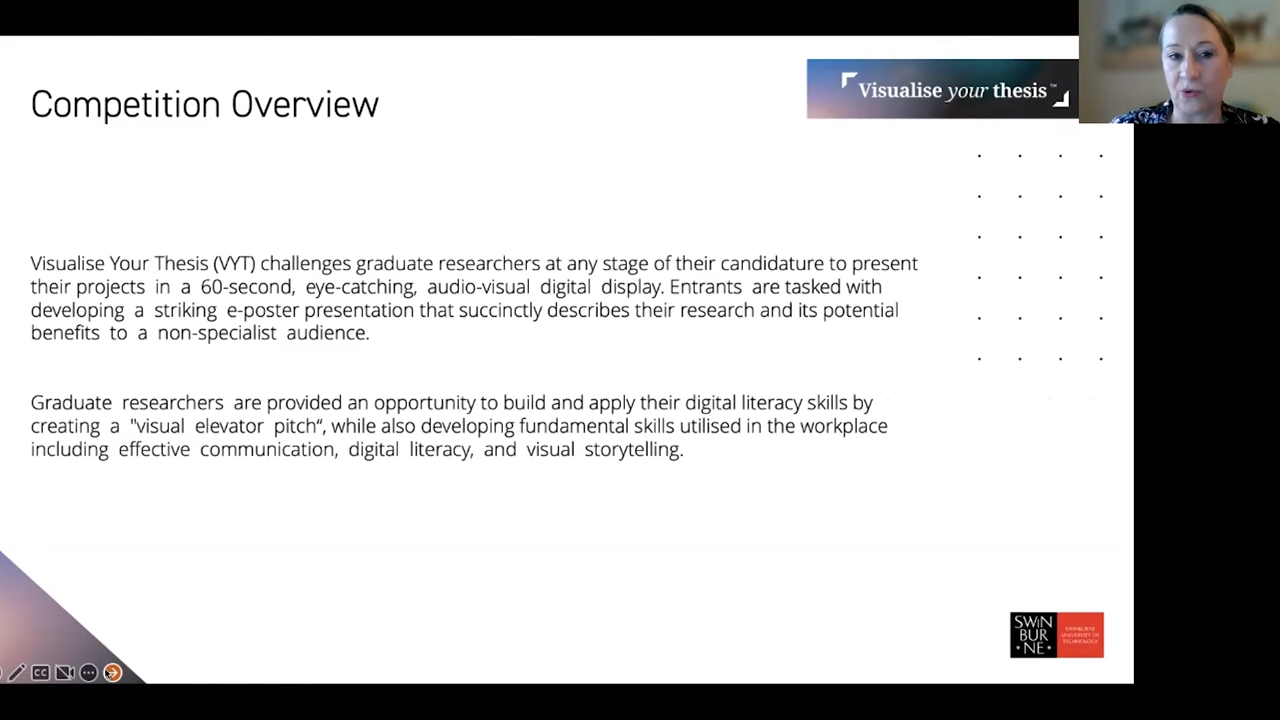 Competition Overview
Visualise your thesis™
Visualise Your Thesis (VYT) challenges graduate researchers at any stage of their candidature to present
their projects in a 60-second, eye-catching, audio-visual digital display. Entrants are tasked with
developing a striking e-poster presentation that succinctly describes their research and its potential
benefits to a non-specialist audience.
Graduate researchers are provided an opportunity to build and apply their digital literacy skills by
creating a "visual elevator pitch“, while also developing fundamental skills utilised in the workplace
including effective communication, digital literacy, and visual storytelling.
SWIN
BUR
*NE*
SWINBURNE
UNIVERSITY OF
TECHNOLOGY
CC